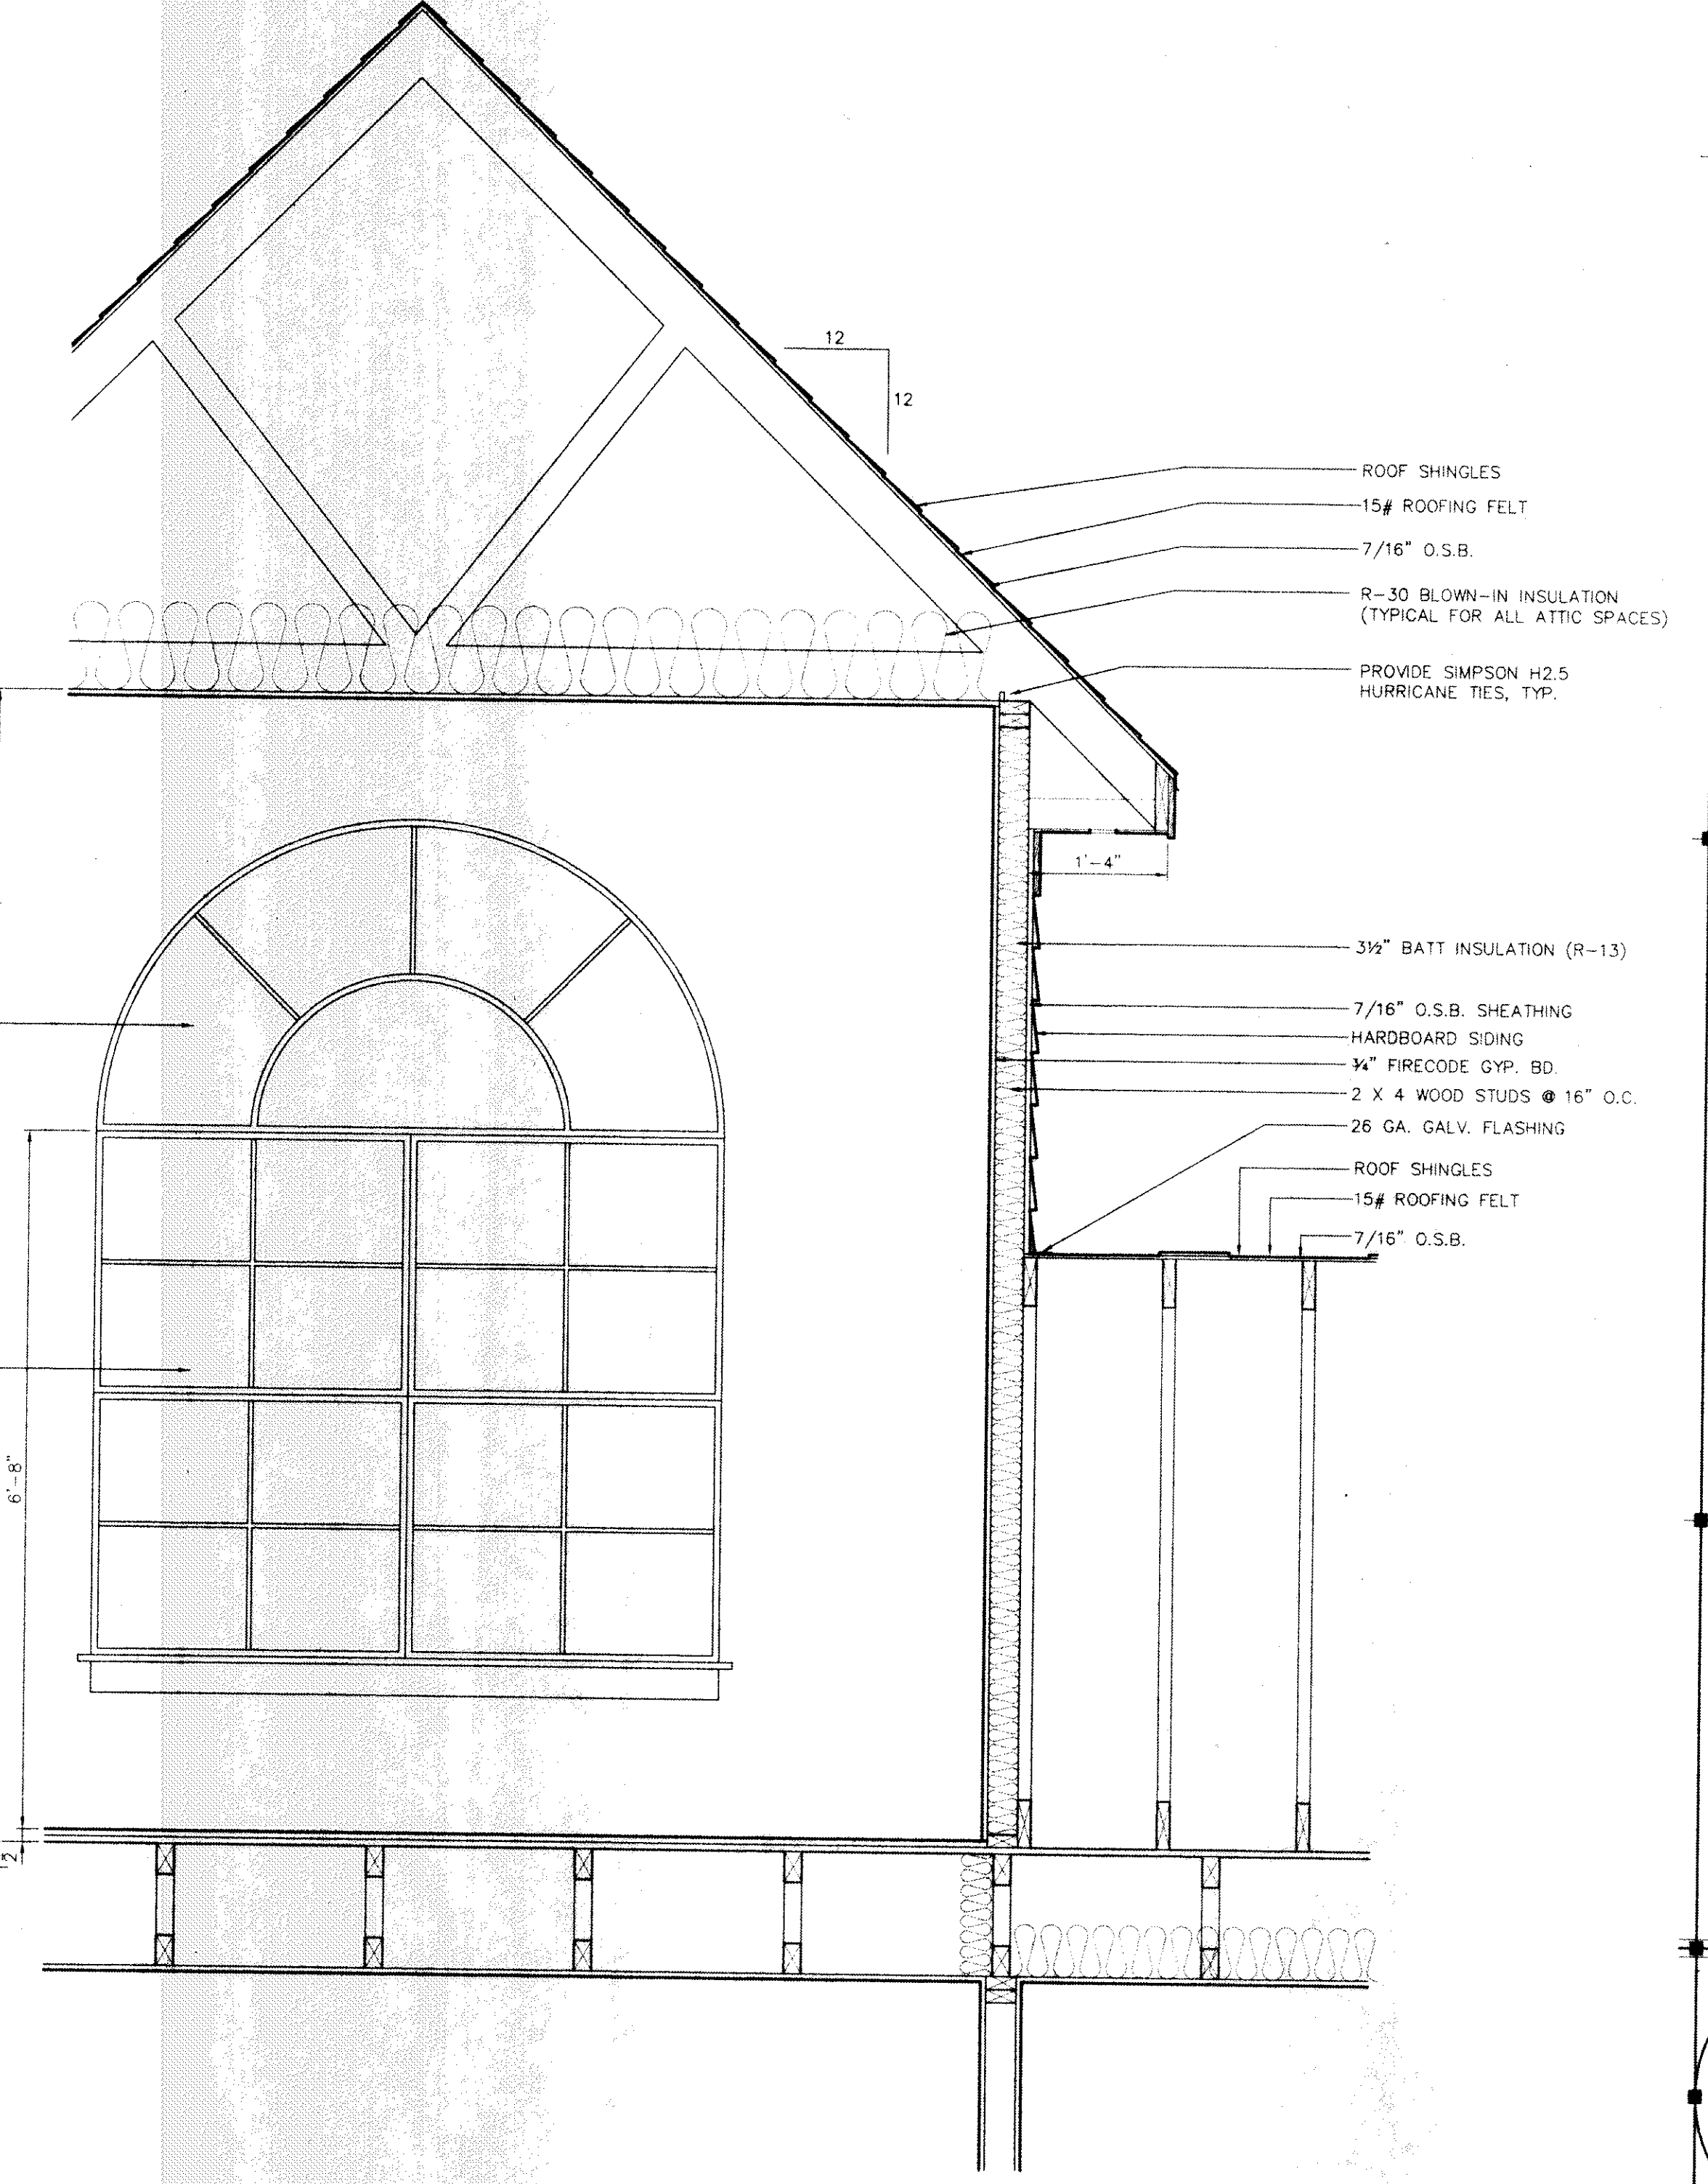 12
12
ROOF SHINGLES
15# ROOFING FELT
7/16" O.S.B.
R-30 BLOWN-IN INSULATION
(TYPICAL FOR ALL ATTIC SPACES)
PROVIDE SIMPSON H2.5
HURRICANE TIES, TYP.
1'-4"
3½" BATT INSULATION (R-13)
7/16" O.S.B. SHEATHING
HARDBOARD SIDING
¾" FIRECODE GYP. BD.
2 X 4 WOOD STUDS @ 16" O.C.
26 GA. GALV. FLASHING
ROOF SHINGLES
15# ROOFING FELT
7/16" O.S.B.
6'-8"